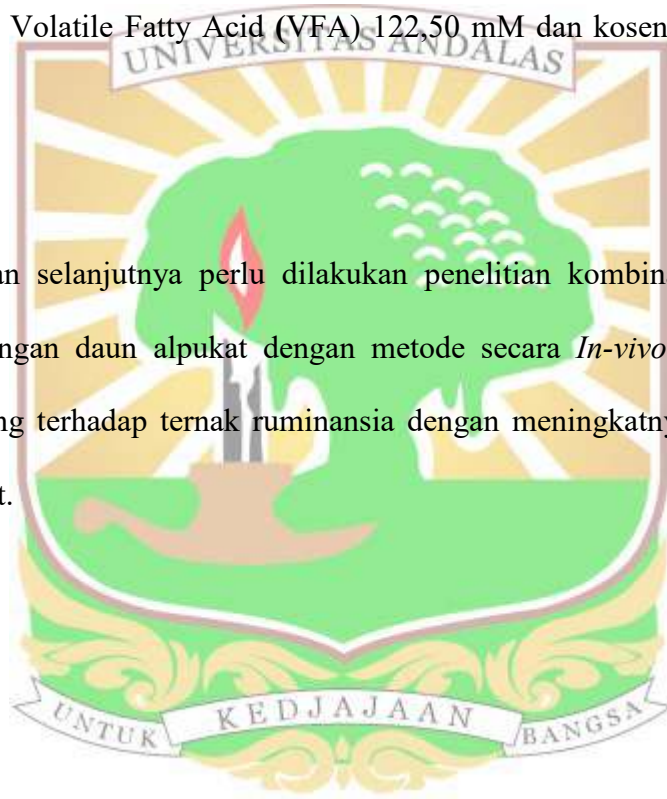 Volatile Fatty Acid (VFA) 122,50 mM dan kosen
UNIVERSITAS ANDALAS
an selanjutnya perlu dilakukan penelitian kombina
ngan daun alpukat dengan metode secara In-vivo
ng terhadap ternak ruminansia dengan meningkatny
t.
UNTUK KEDJAJAAN BANGSA